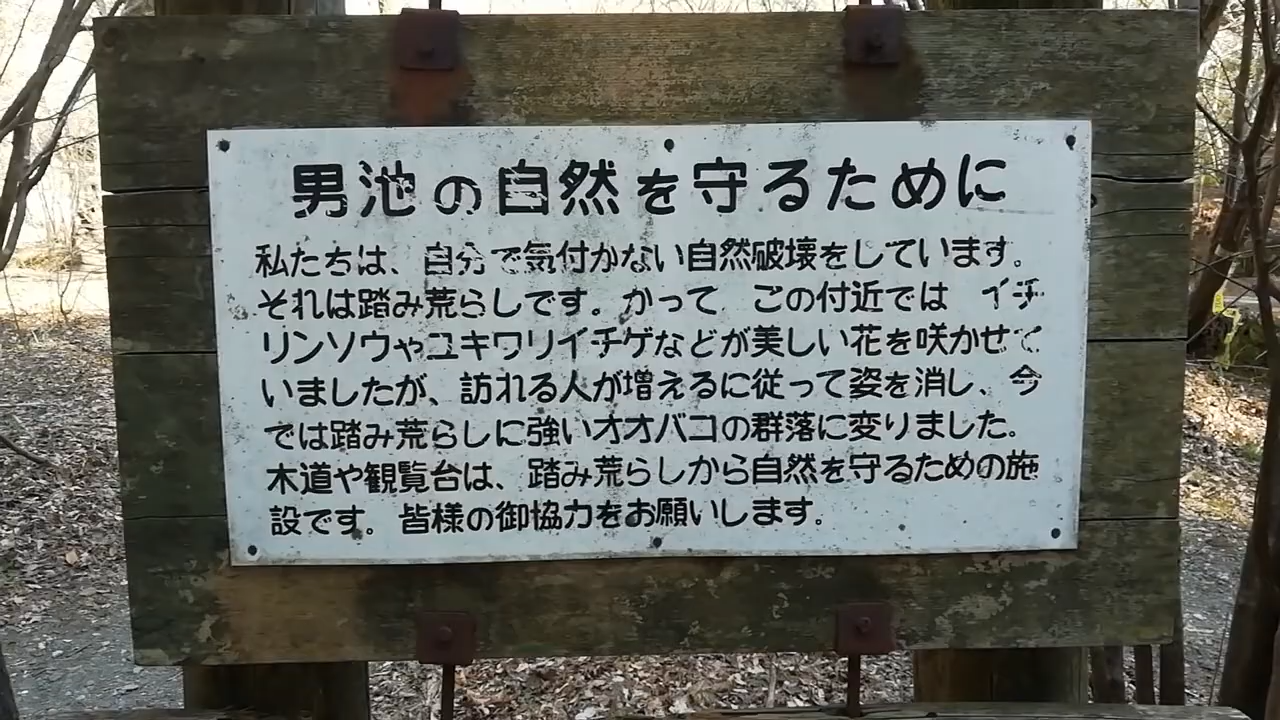 男池の自然を守るために
私たちは、自分で気付かない自然破壊をしています。
それは踏み荒らしです。かって、この付近では イチ
リンソウやユキワリイチゲなどが美しい花を咲かせて
いましたが、訪れる人が増えるに従って姿を消し、今
では踏み荒らしに強いオオバコの群落に変りました。
木道や観覧台は、踏み荒らしから自然を守るための施
設です。皆様の御協力をお願いします。